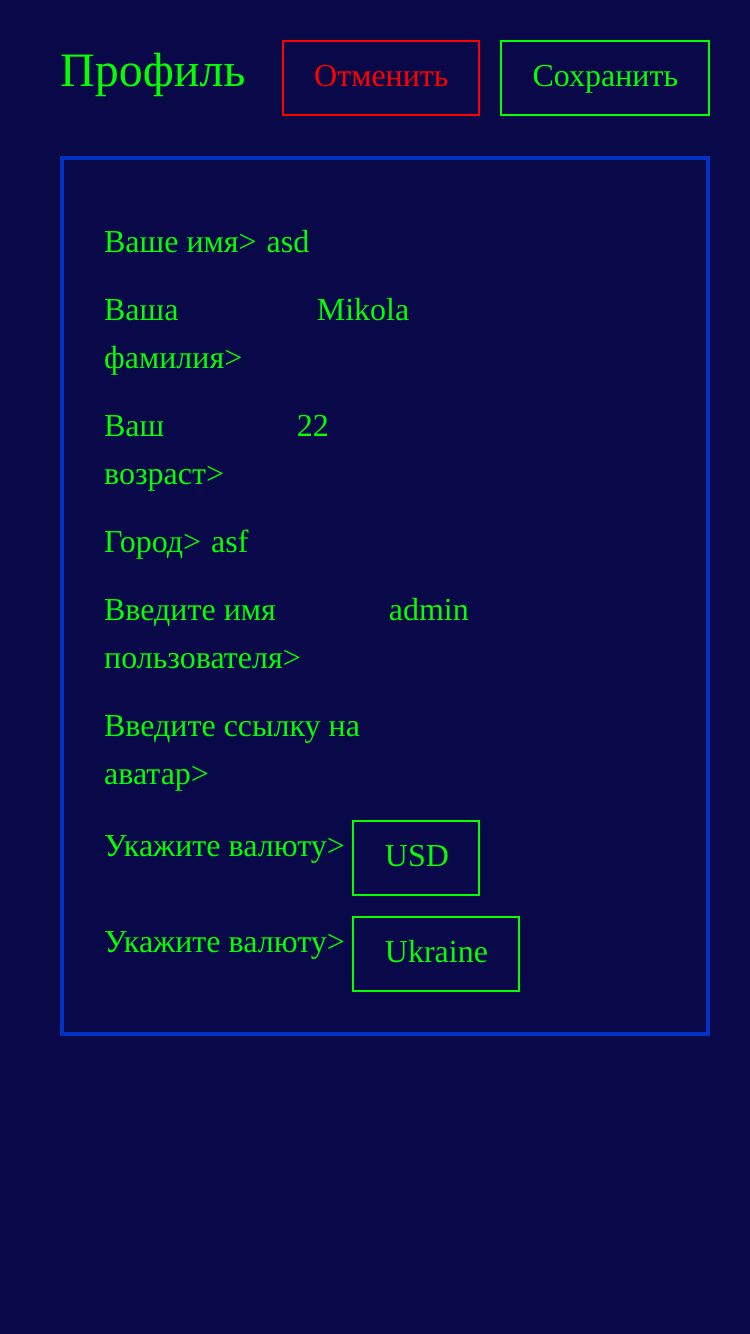 Профиль
Отменить
Сохранить
Ваше имя> asd
Ваша Mikola
фамилия>
Ваш 22
возраст>
Город> asf
Введите имя admin
пользователя>
Введите ссылку на
аватар>
Укажите валюту> USD
Укажите валюту> Ukraine